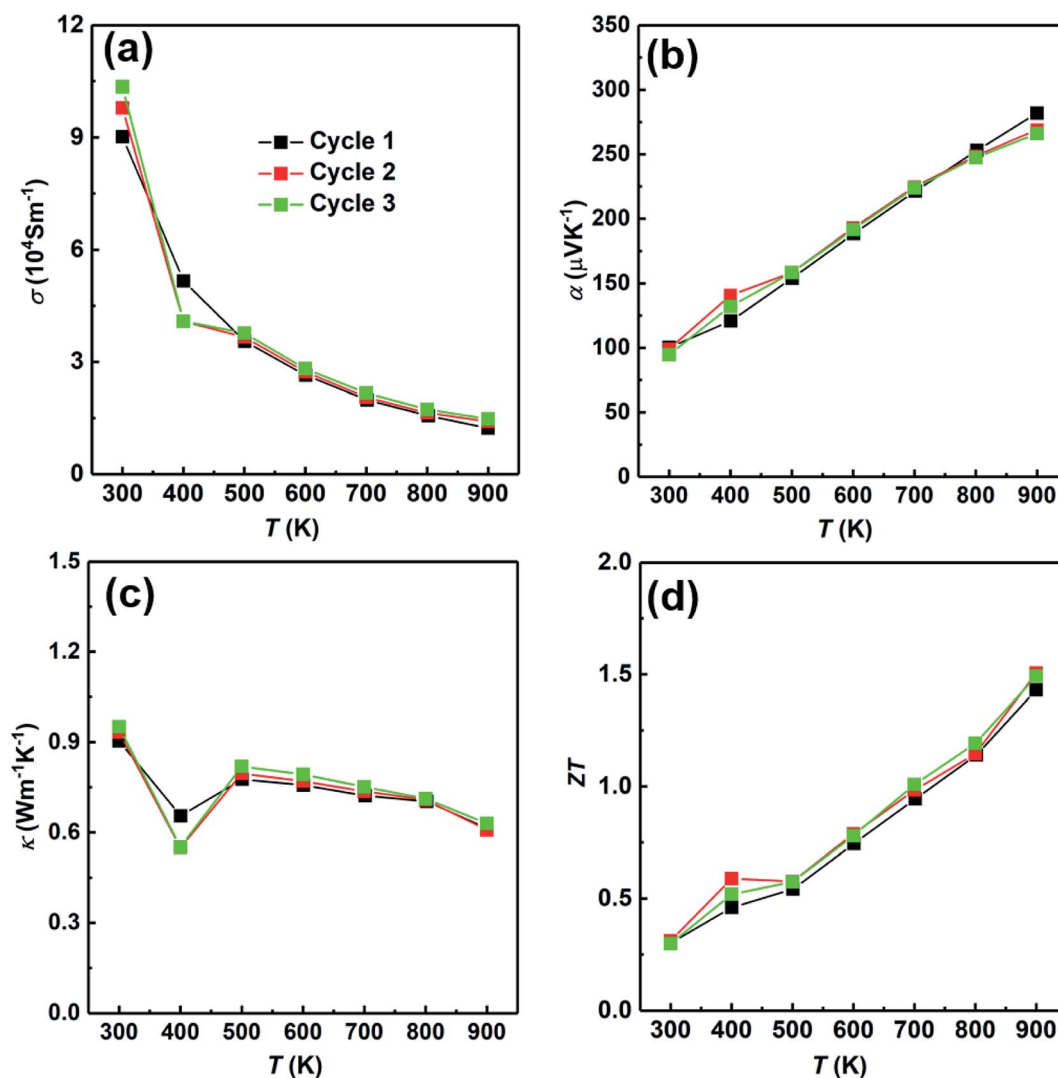 (a)
12
9
6
3
0
σ (10⁴Sm⁻¹)
Cycle 1
Cycle 2
Cycle 3
300 400 500 600 700 800 900
T (K)
(b)
350
300
250
200
150
100
50
0
α (μVK⁻¹)
300 400 500 600 700 800 900
T (K)
(c)
1.5
1.2
0.9
0.6
0.3
0.0
κ (Wm⁻¹K⁻¹)
300 400 500 600 700 800 900
T (K)
(d)
2.0
1.5
1.0
0.5
0.0
ZT
300 400 500 600 700 800 900
T (K)